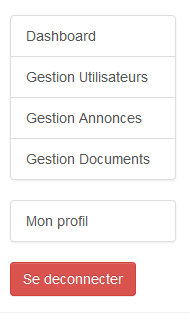 Dashboard
Gestion Utilisateurs
Gestion Annonces
Gestion Documents
Mon profil
Se deconnecter